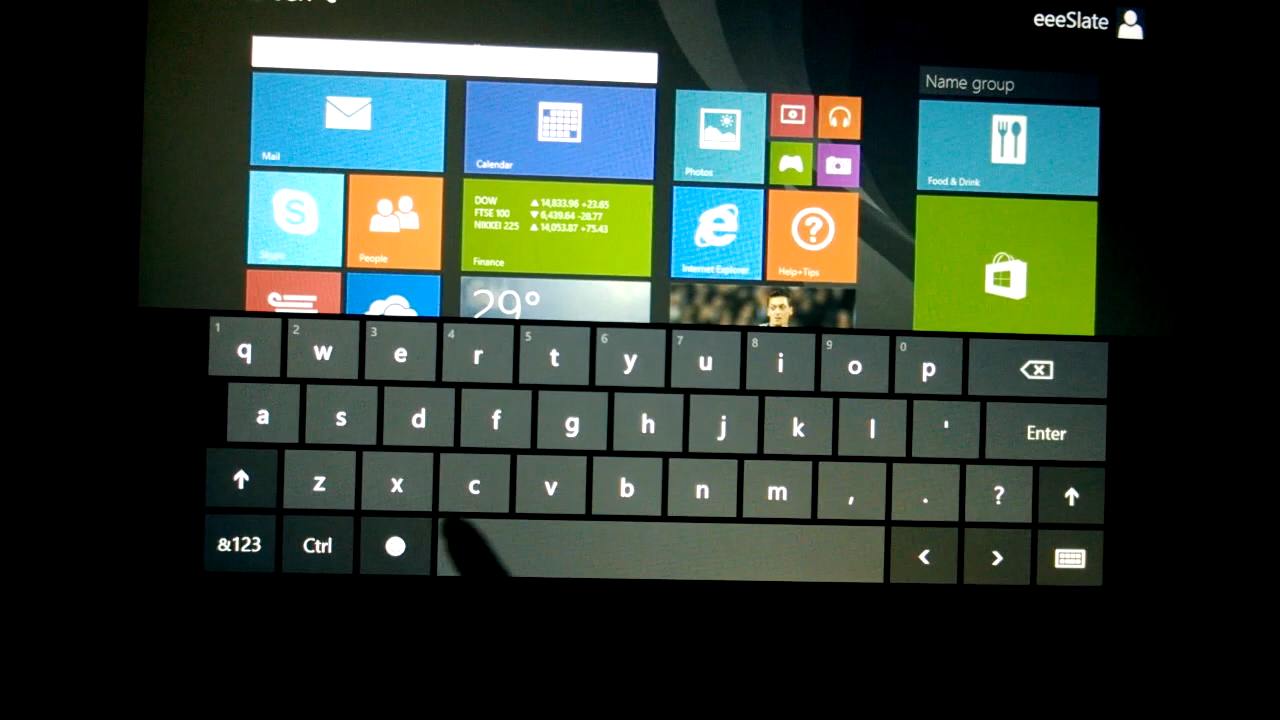 eeeSlate
Name group
Mail
Calendar
Photos
Food & Drink
Skype
People
DOW ▲ 14,833.96 +23.65
FTSE 100 ▼ 6,439.64 -28.77
NIKKEI 225 ▲ 14,053.87 +75.43
Finance
Internet Explorer
Help+Tips
29°
1 2 3 4 5 6 7 8 9 0
q w e r t y u i o p
a s d f g h j k l ' Enter
z x c v b n m , . ?
&123 Ctrl < >